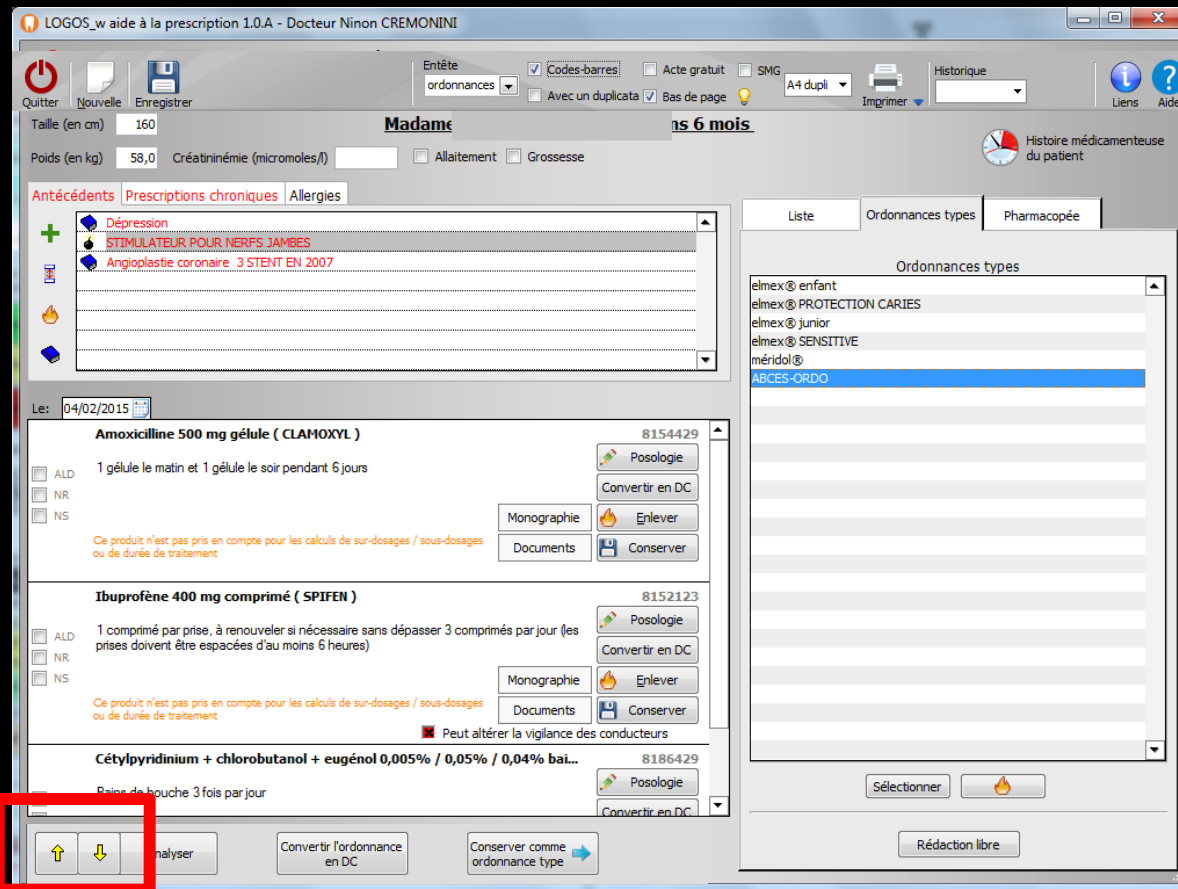 LOGOS_w aide à la prescription 1.0.A - Docteur Ninon CREMONINI
Quitter
Nouvelle
Enregistrer
Entête
ordonnances
Codes-barres
Acte gratuit
SMG
Avec un duplicata
Bas de page
A4 dupli
Imprimer
Historique
Liens
Aide
Taille (en cm) 160
Madame ns 6 mois
Poids (en kg) 58,0 Créatininémie (micromoles/l)
Allaitement
Grossesse
Histoire médicamenteuse
du patient
Antécédents
Prescriptions chroniques
Allergies
Dépression
STIMULATEUR POUR NERFS JAMBES
Angioplastie coronaire 3 STENT EN 2007
Liste
Ordonnances types
Pharmacopée
Ordonnances types
elmex® enfant
elmex® PROTECTION CARIES
elmex® junior
elmex® SENSITIVE
méridol®
ABCES-ORDO
Le: 04/02/2015
Amoxicilline 500 mg gélule ( CLAMOXYL ) 8154429
1 gélule le matin et 1 gélule le soir pendant 6 jours
ALD
NR
NS
Posologie
Convertir en DC
Monographie
Enlever
Documents
Conserver
Ce produit n'est pas pris en compte pour les calculs de sur-dosages / sous-dosages
ou de durée de traitement
Ibuprofène 400 mg comprimé ( SPIFEN ) 8152123
1 comprimé par prise, à renouveler si nécessaire sans dépasser 3 comprimés par jour (les
prises doivent être espacées d'au moins 6 heures)
ALD
NR
NS
Posologie
Convertir en DC
Monographie
Enlever
Documents
Conserver
Ce produit n'est pas pris en compte pour les calculs de sur-dosages / sous-dosages
ou de durée de traitement
Peut altérer la vigilance des conducteurs
Cétylpyridinium + chlorobutanol + eugénol 0,005% / 0,05% / 0,04% bai... 8186429
Bains de bouche 3 fois par jour
Posologie
Convertir en DC
nalyser
Convertir l'ordonnance
en DC
Conserver comme
ordonnance type
Sélectionner
Rédaction libre